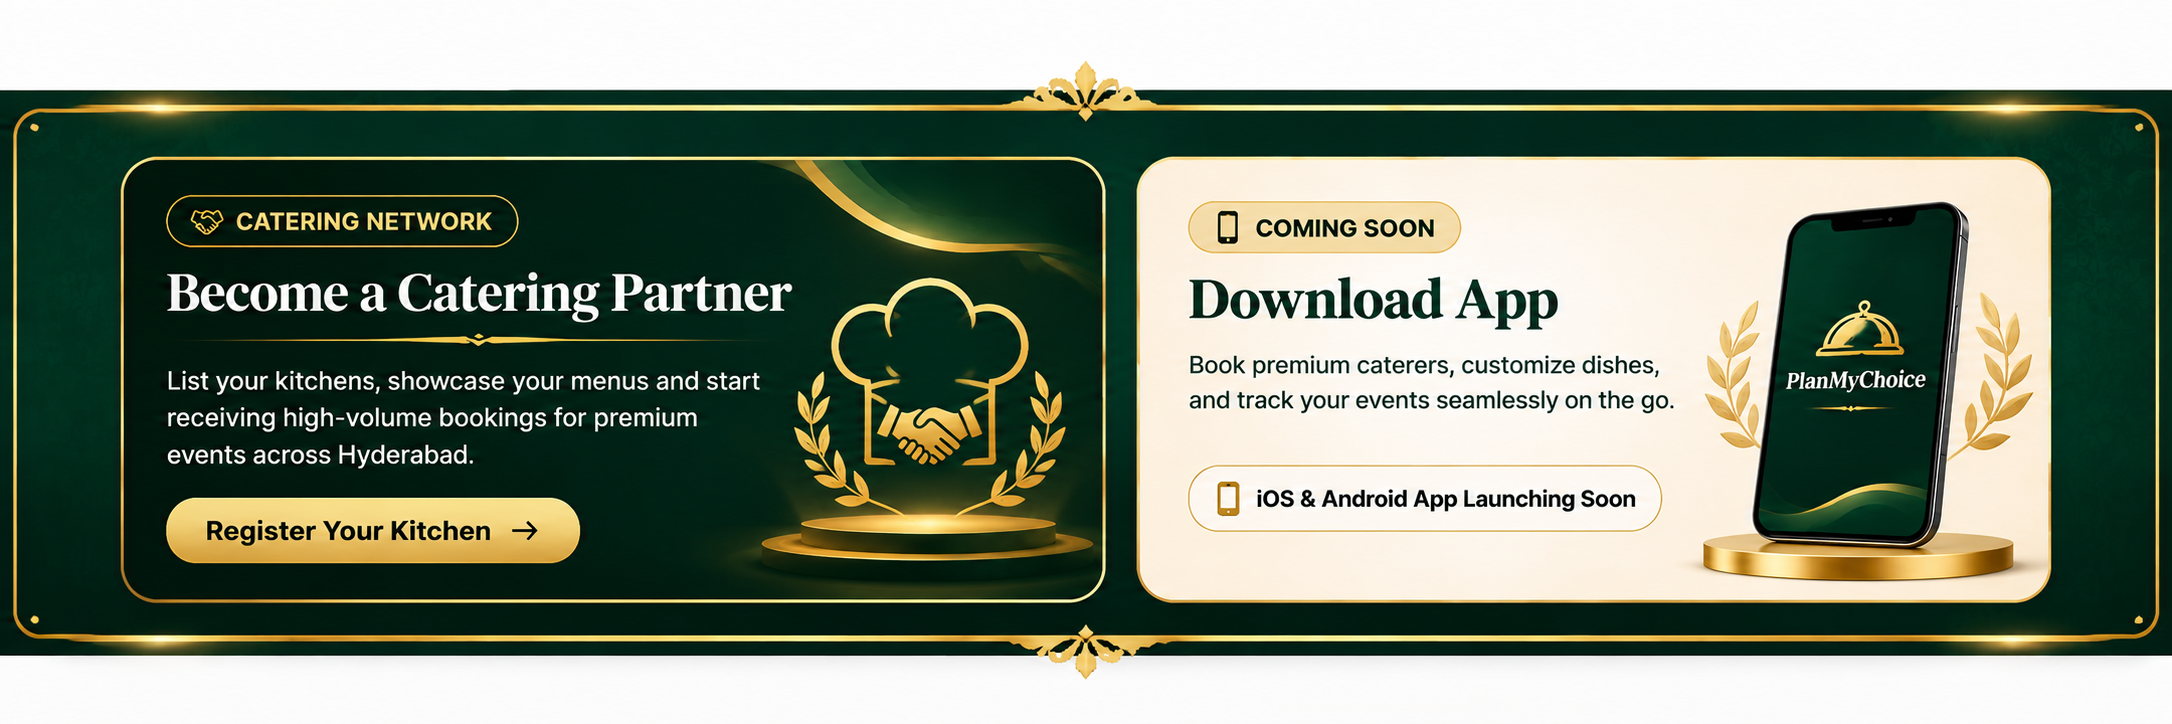 CATERING NETWORK
Become a Catering Partner
List your kitchens, showcase your menus and start
receiving high-volume bookings for premium
events across Hyderabad.
Register Your Kitchen
COMING SOON
Download App
Book premium caterers, customize dishes,
and track your events seamlessly on the go.
iOS & Android App Launching Soon
PlanMyChoice